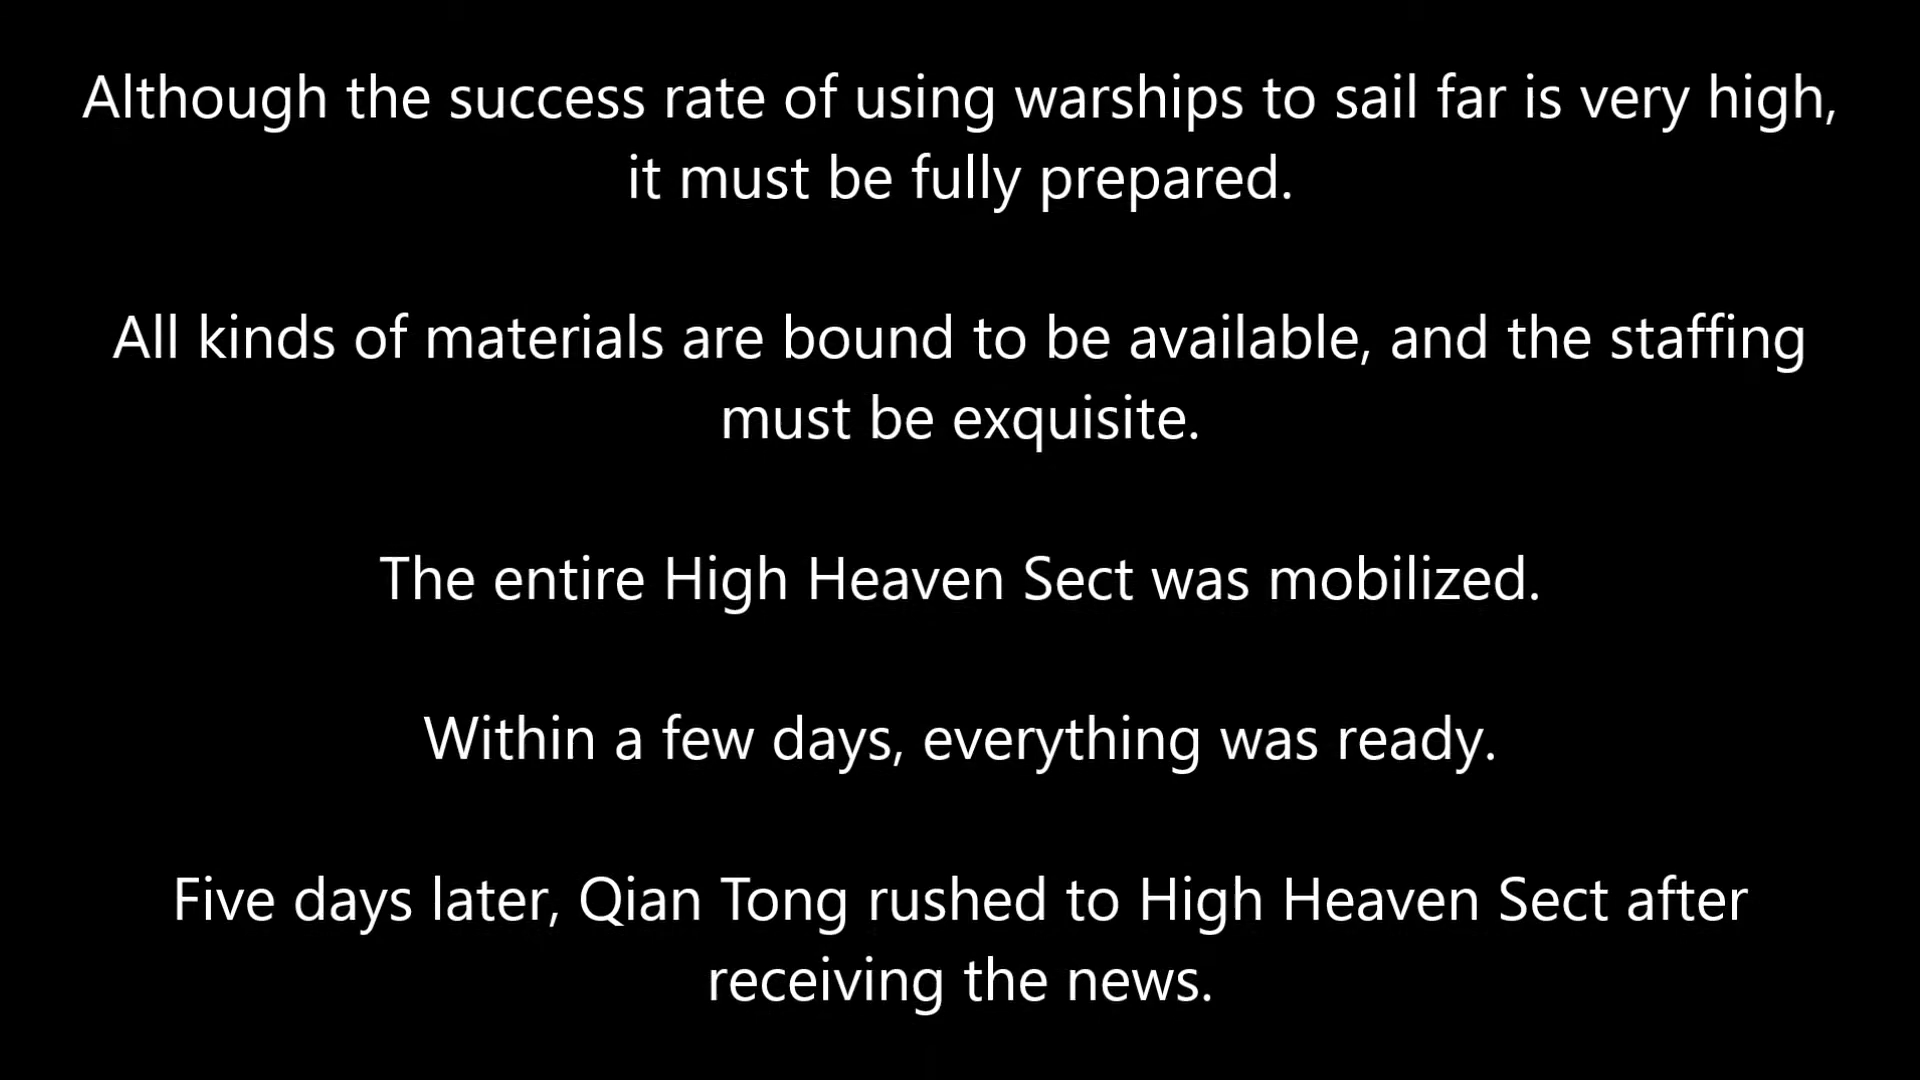 Although the success rate of using warships to sail far is very high,
it must be fully prepared.
All kinds of materials are bound to be available, and the staffing
must be exquisite.
The entire High Heaven Sect was mobilized.
Within a few days, everything was ready.
Five days later, Qian Tong rushed to High Heaven Sect after
receiving the news.